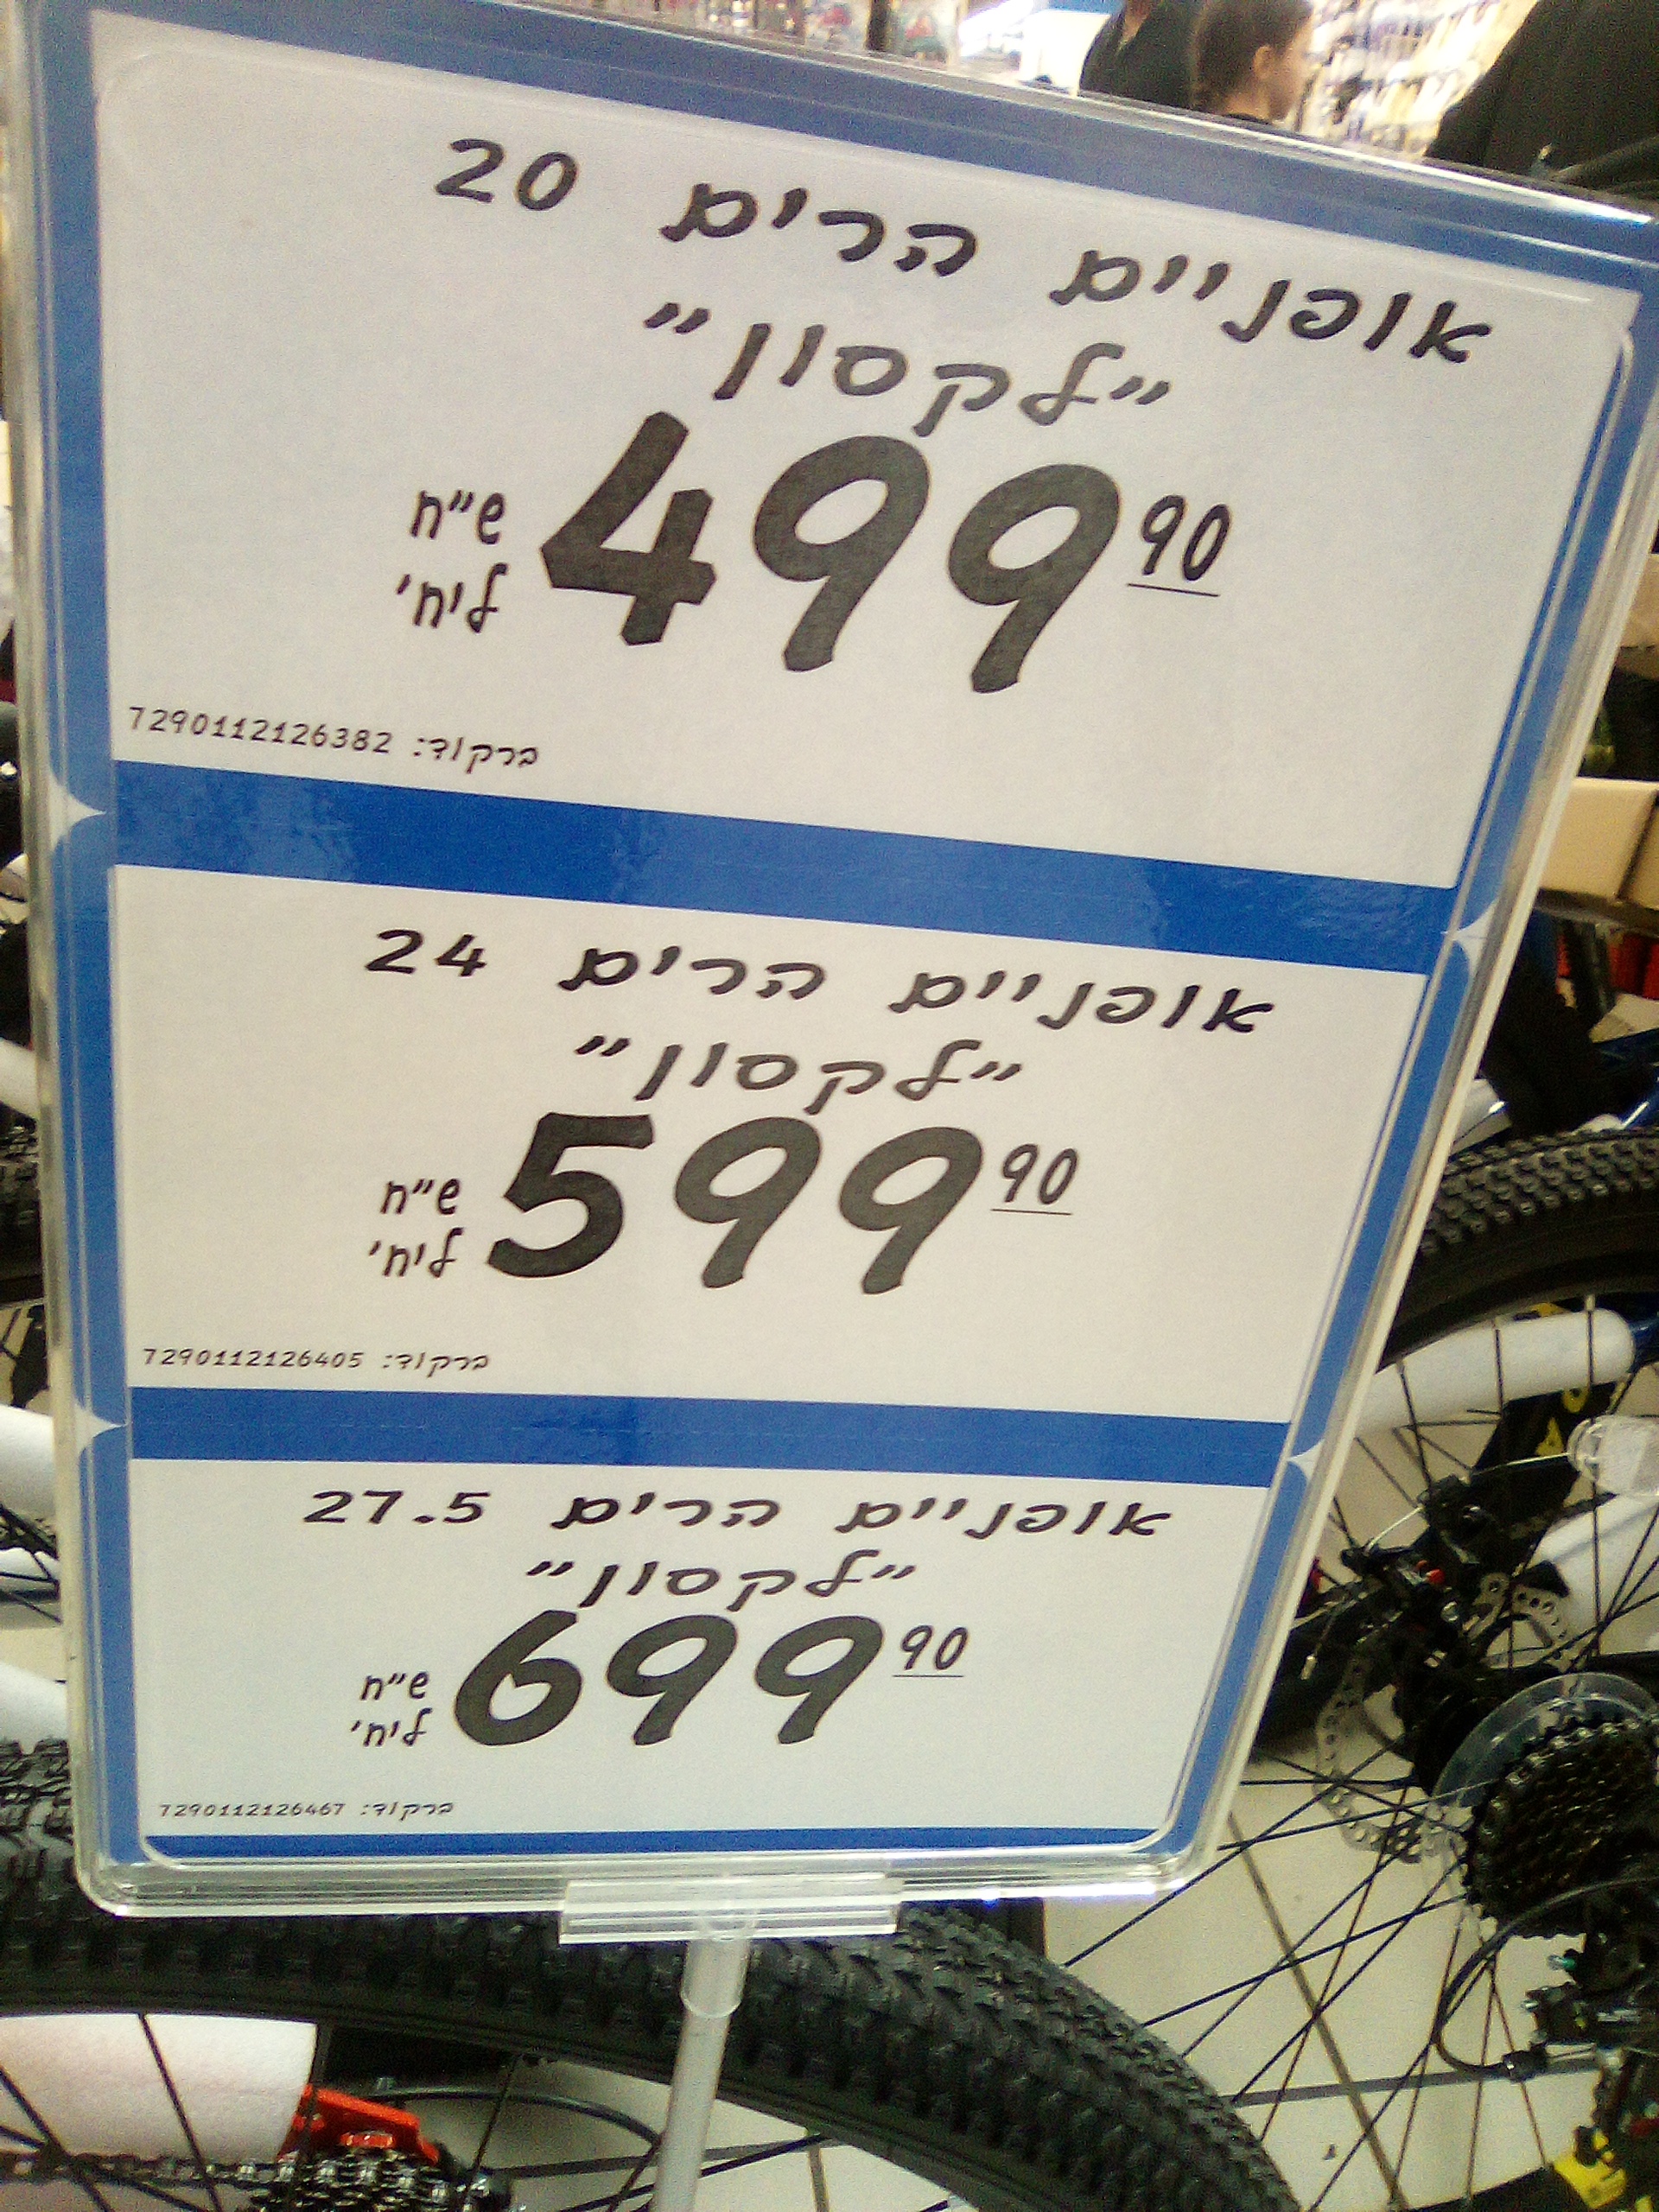 אופניים הרים 20
"לקסון"
499 90
ש"ח
ליח'
ברקוד: 7290112126382
אופניים הרים 24
"לקסון"
599 90
ש"ח
ליח'
ברקוד: 7290112126405
אופניים הרים 27.5
"לקסון"
699 90
ש"ח
ליח'
ברקוד: 7290112126467